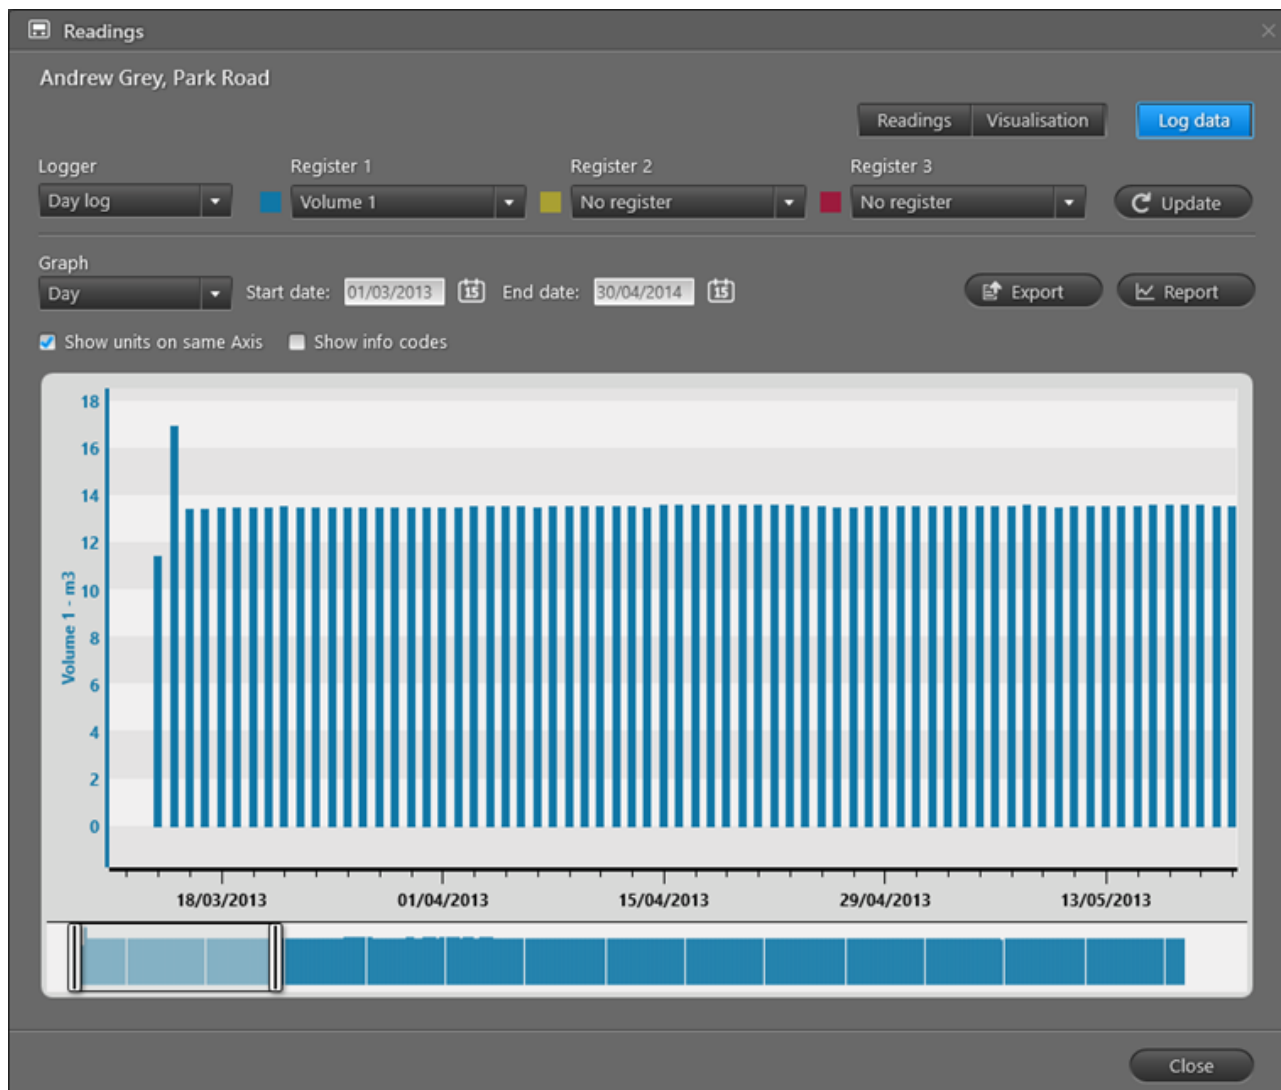 Readings
Andrew Grey, Park Road
Readings Visualisation Log data
Logger Register 1 Register 2 Register 3
Day log Volume 1 No register No register Update
Graph
Day Start date: 01/03/2013 15 End date: 30/04/2014 15 Export Report
Show units on same Axis Show info codes
18
16
14
12
10
8
6
4
2
0
Volume 1 - m3
18/03/2013 01/04/2013 15/04/2013 29/04/2013 13/05/2013
Close